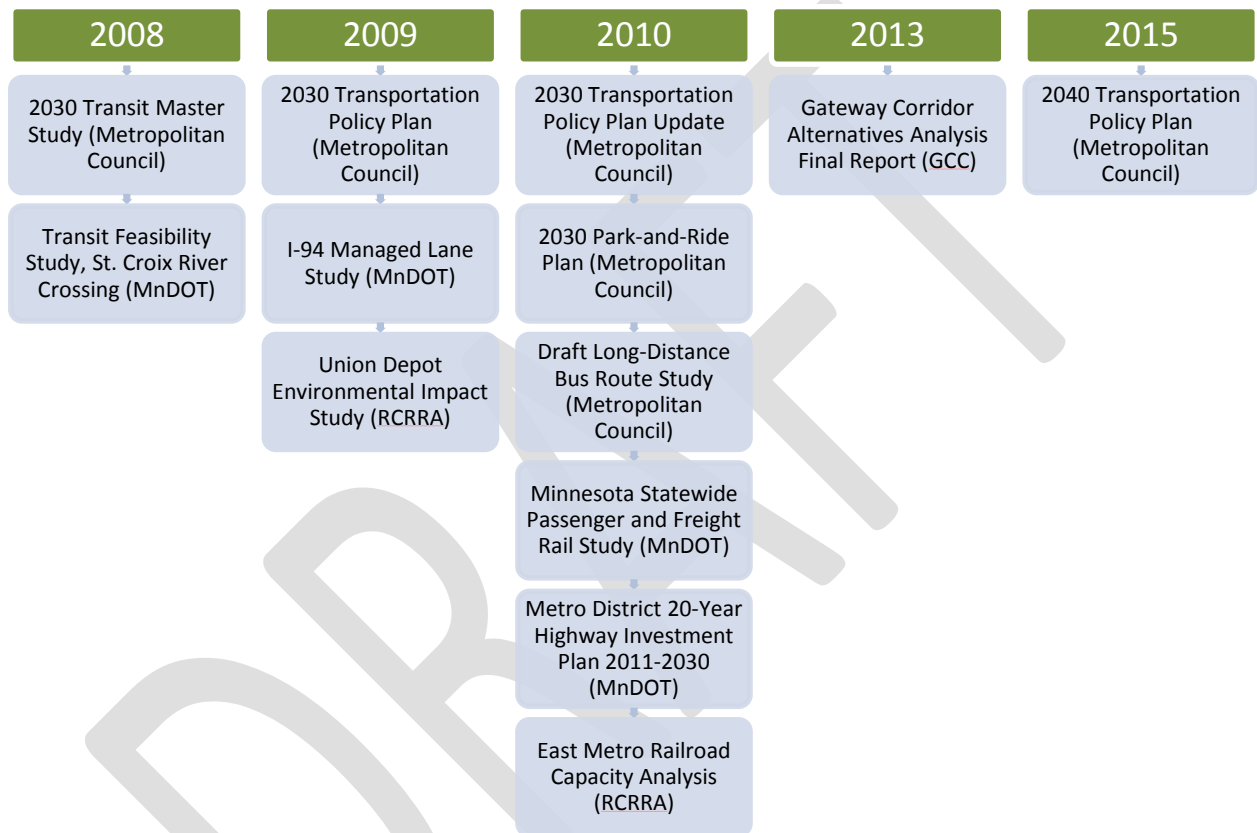 2008
2030 Transit Master
Study (Metropolitan
Council)
Transit Feasibility
Study, St. Croix River
Crossing (MnDOT)
2009
2030 Transportation
Policy Plan
(Metropolitan
Council)
I-94 Managed Lane
Study (MnDOT)
Union Depot
Environmental Impact
Study (RCRRA)
2010
2030 Transportation
Policy Plan Update
(Metropolitan
Council)
2030 Park-and-Ride
Plan (Metropolitan
Council)
Draft Long-Distance
Bus Route Study
(Metropolitan
Council)
Minnesota Statewide
Passenger and Freight
Rail Study (MnDOT)
Metro District 20-Year
Highway Investment
Plan 2011-2030
(MnDOT)
East Metro Railroad
Capacity Analysis
(RCRRA)
2013
Gateway Corridor
Alternatives Analysis
Final Report (GCC)
2015
2040 Transportation
Policy Plan
(Metropolitan
Council)
DRAFT